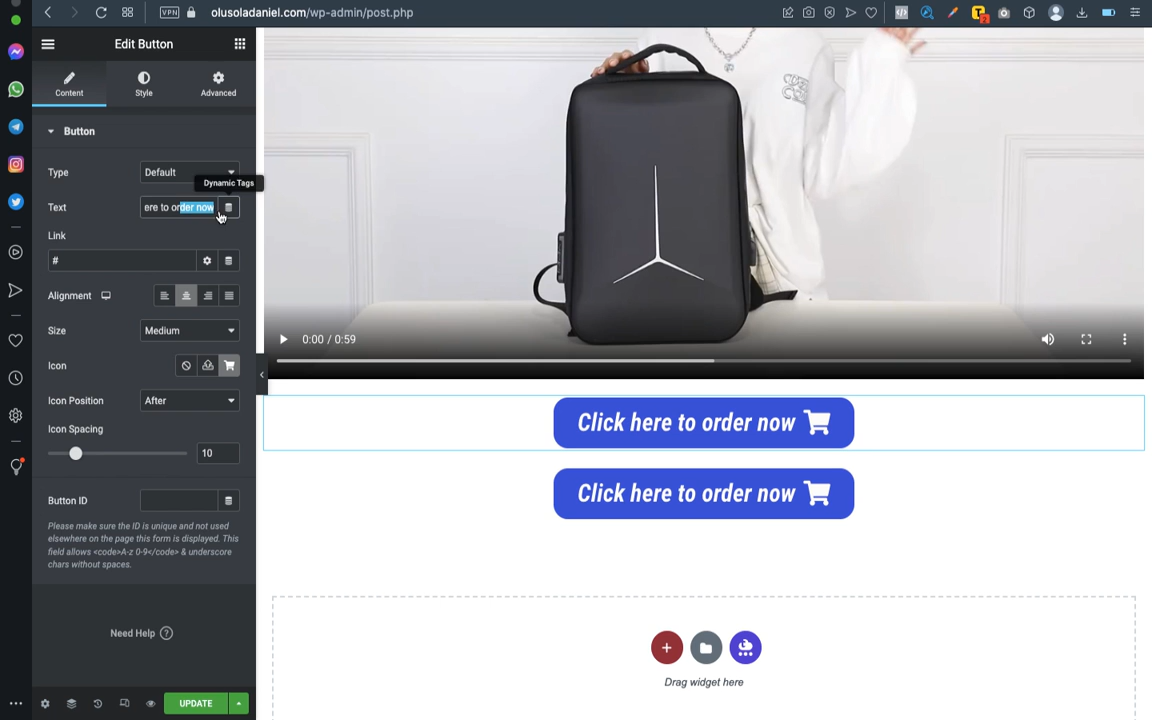 VPN
olusoladaniel.com/wp-admin/post.php
2
Edit Button
Content
Style
Advanced
Button
Type
Default
Dynamic Tags
Text
ere to order now
Link
#
Alignment
Size
Medium
Icon
Icon Position
After
Icon Spacing
10
Button ID
Please make sure the ID is unique and not used
elsewhere on the page this form is displayed. This
field allows <code>A-z 0-9</code> & underscore
chars without spaces.
Need Help ?
UPDATE
0:00 / 0:59
Click here to order now
Click here to order now
Drag widget here